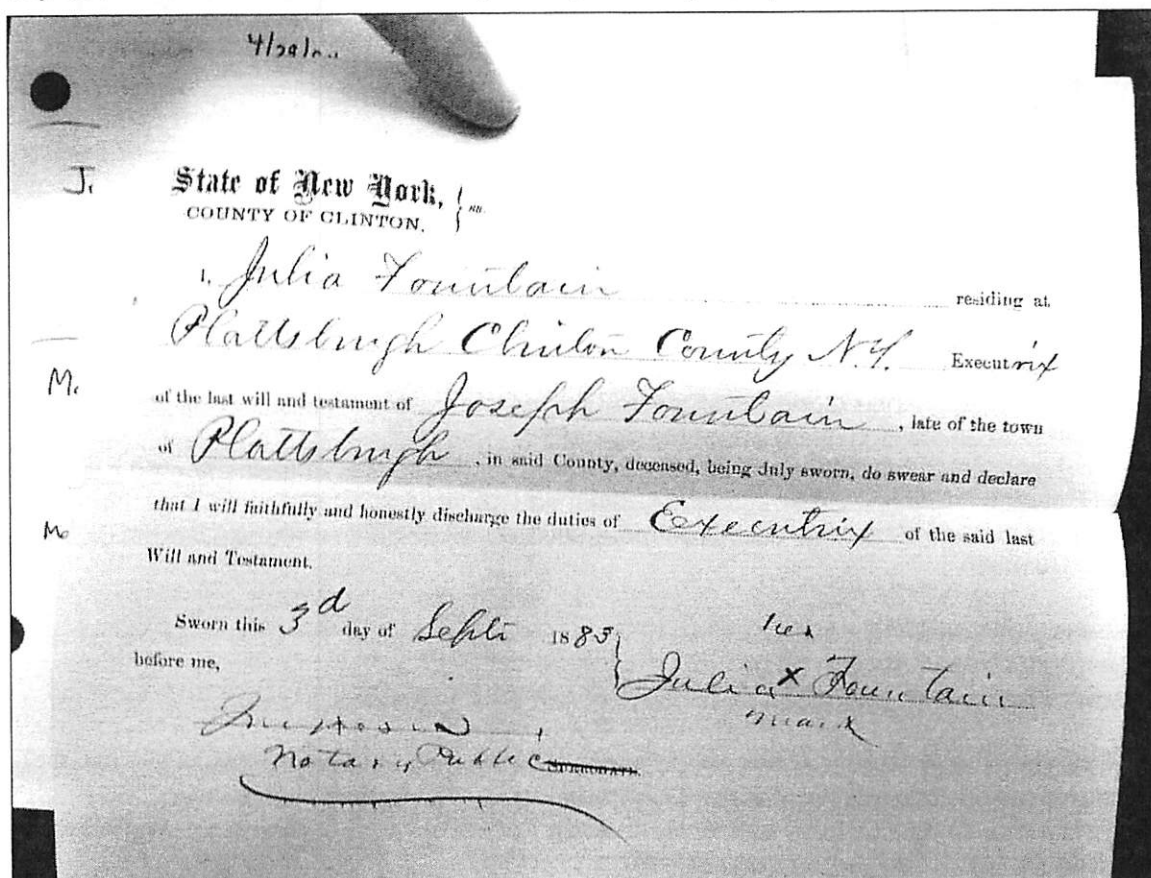 J.
State of New York, } ss.
COUNTY OF CLINTON.
I, Julia Fountain residing at
Plattsburgh Clinton County N.Y. Executrix
M.
of the last will and testament of Joseph Fountain, late of the town
of Plattsburgh, in said County, deceased, being duly sworn, do swear and declare
that I will faithfully and honestly discharge the duties of Executrix of the said last
Mo
Will and Testament.
Sworn this 3d day of Sept 1883
before me,
her
Julia x Fountain
mark
Notary Public